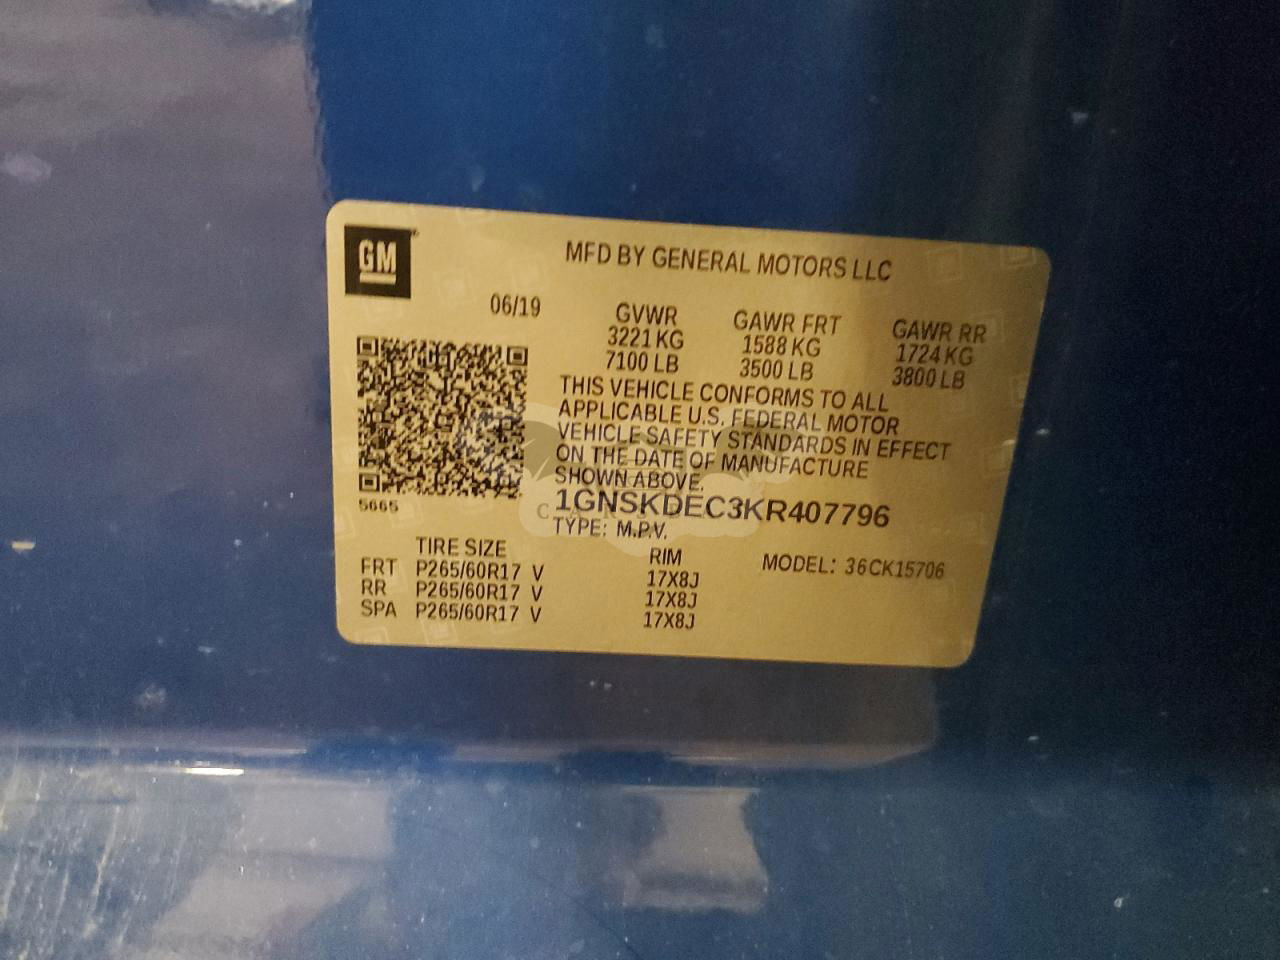 GM
MFD BY GENERAL MOTORS LLC
06/19 GVWR GAWR FRT GAWR RR
3221 KG 1588 KG 1724 KG
7100 LB 3500 LB 3800 LB
THIS VEHICLE CONFORMS TO ALL
APPLICABLE U.S. FEDERAL MOTOR
VEHICLE SAFETY STANDARDS IN EFFECT
ON THE DATE OF MANUFACTURE
SHOWN ABOVE.
5665
1GNSKDEC3KR407796
TYPE: M.P.V.
TIRE SIZE RIM MODEL: 36CK15706
FRT P265/60R17 V 17X8J
RR P265/60R17 V 17X8J
SPA P265/60R17 V 17X8J